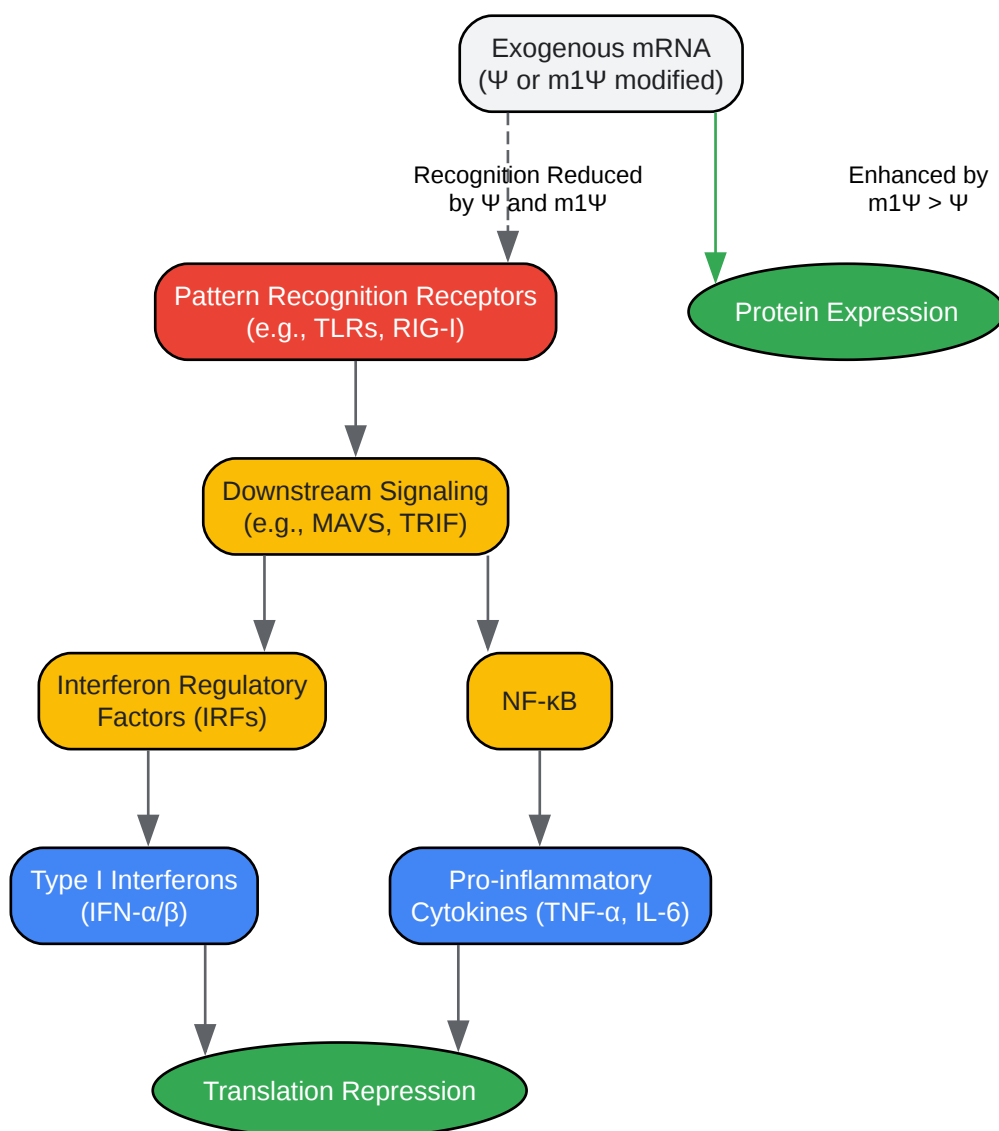 Exogenous mRNA
(Ψ or m1Ψ modified)
Recognition Reduced
by Ψ and m1Ψ
Enhanced by
m1Ψ > Ψ
Pattern Recognition Receptors
(e.g., TLRs, RIG-I)
Protein Expression
Downstream Signaling
(e.g., MAVS, TRIF)
Interferon Regulatory
Factors (IRFs)
NF-κB
Type I Interferons
(IFN-α/β)
Pro-inflammatory
Cytokines (TNF-α, IL-6)
Translation Repression